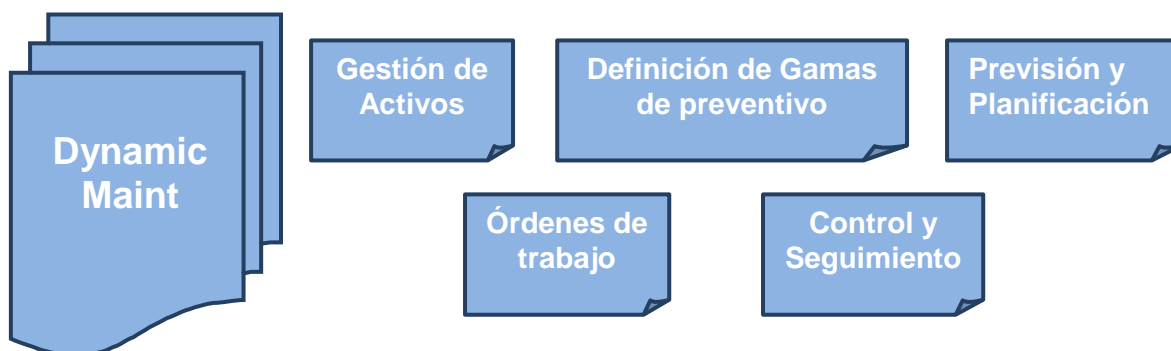 Dynamic
Maint
Gestión de
Activos
Definición de Gamas
de preventivo
Previsión y
Planificación
Órdenes de
trabajo
Control y
Seguimiento